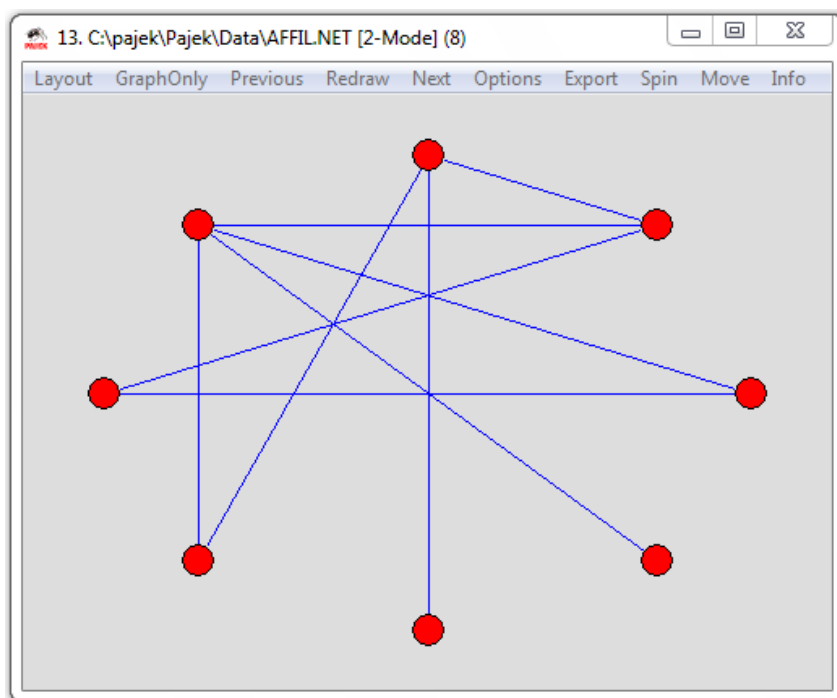 13. C:\pajek\Pajek\Data\AFFIL.NET [2-Mode] (8)
Layout GraphOnly Previous Redraw Next Options Export Spin Move Info